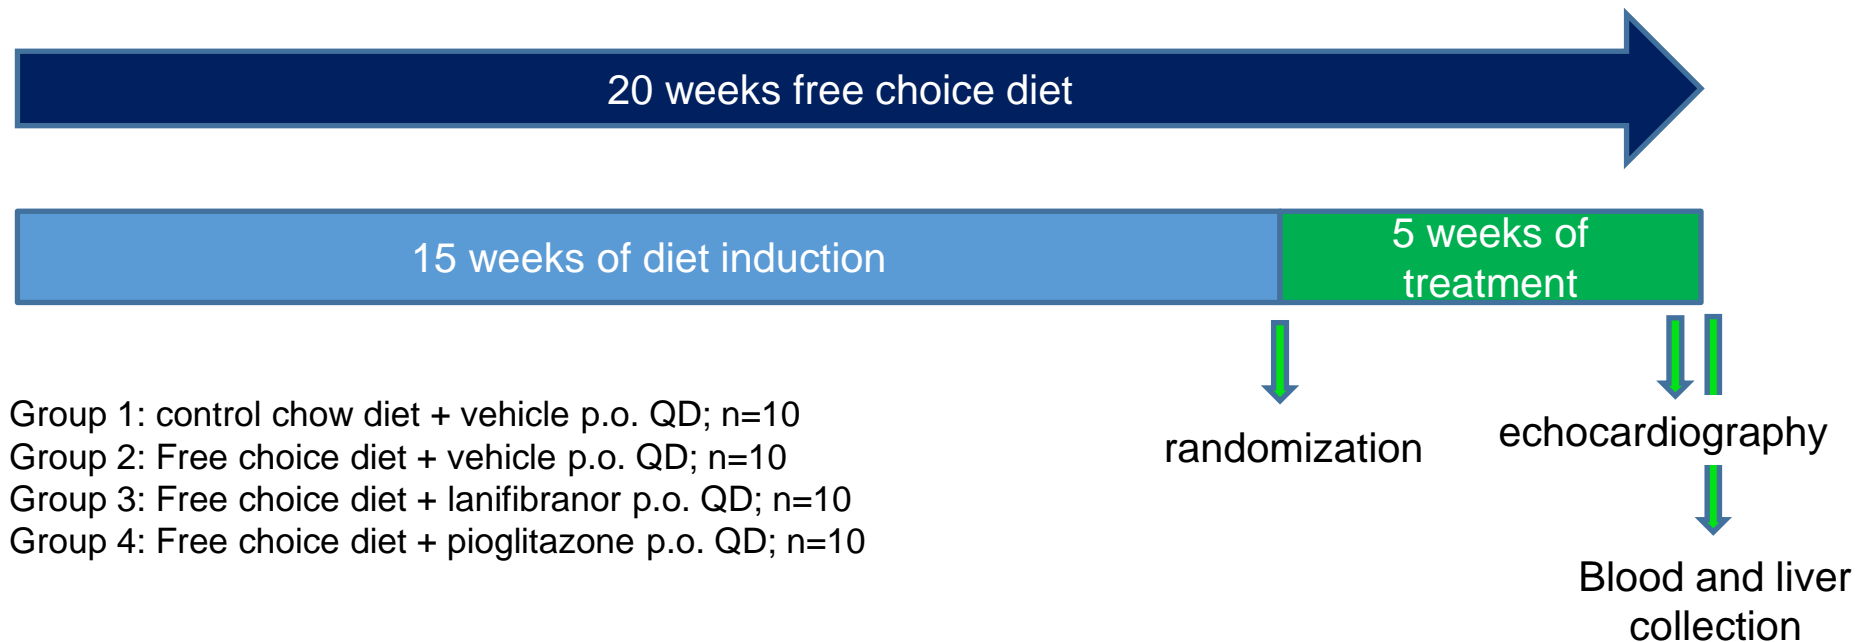 20 weeks free choice diet
15 weeks of diet induction
5 weeks of
treatment
Group 1: control chow diet + vehicle p.o. QD; n=10
Group 2: Free choice diet + vehicle p.o. QD; n=10
Group 3: Free choice diet + lanifibranor p.o. QD; n=10
Group 4: Free choice diet + pioglitazone p.o. QD; n=10
randomization
echocardiography
Blood and liver
collection